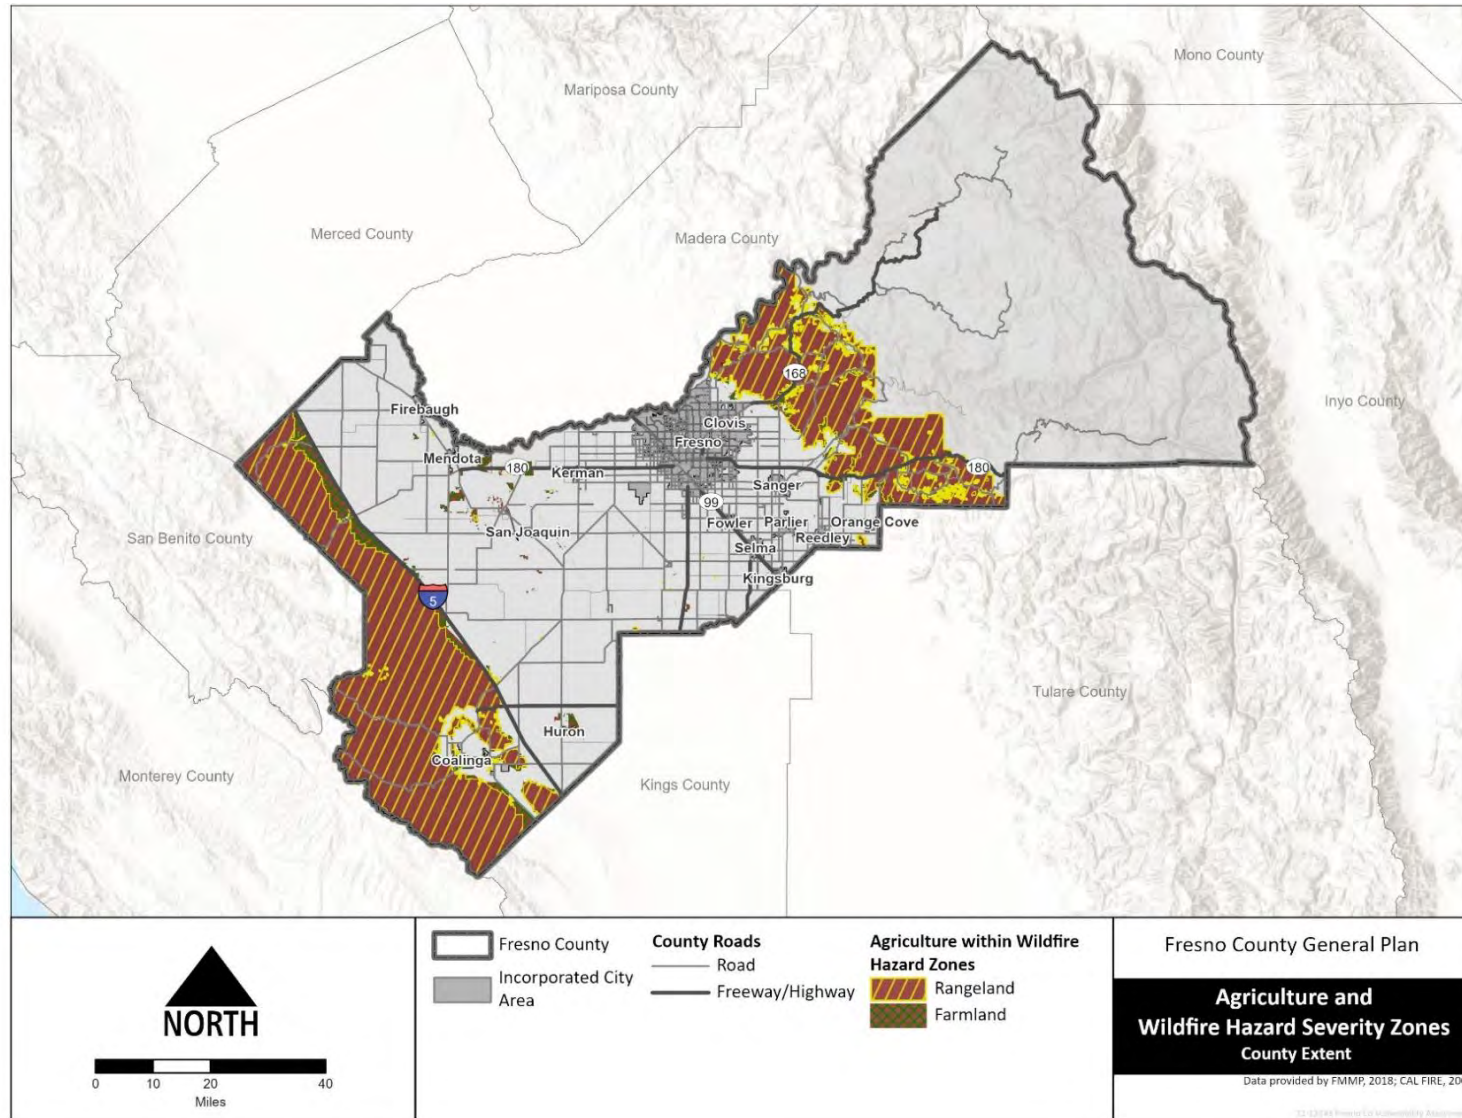 Mono County
Mariposa County
Merced County
Madera County
Inyo County
168
Firebaugh
Clovis
Fresno
Mendota
180
Kerman
180
Sanger
99
San Joaquin
Fowler
Parlier
Orange Cove
San Benito County
Reedley
Selma
Kingsburg
5
Tulare County
Huron
Coalinga
Monterey County
Kings County
NORTH
0 10 20 40
Miles
Fresno County
Incorporated City
Area
County Roads
Road
Freeway/Highway
Agriculture within Wildfire
Hazard Zones
Rangeland
Farmland
Fresno County General Plan
Agriculture and
Wildfire Hazard Severity Zones
County Extent
Data provided by FMMP, 2018; CAL FIRE, 20